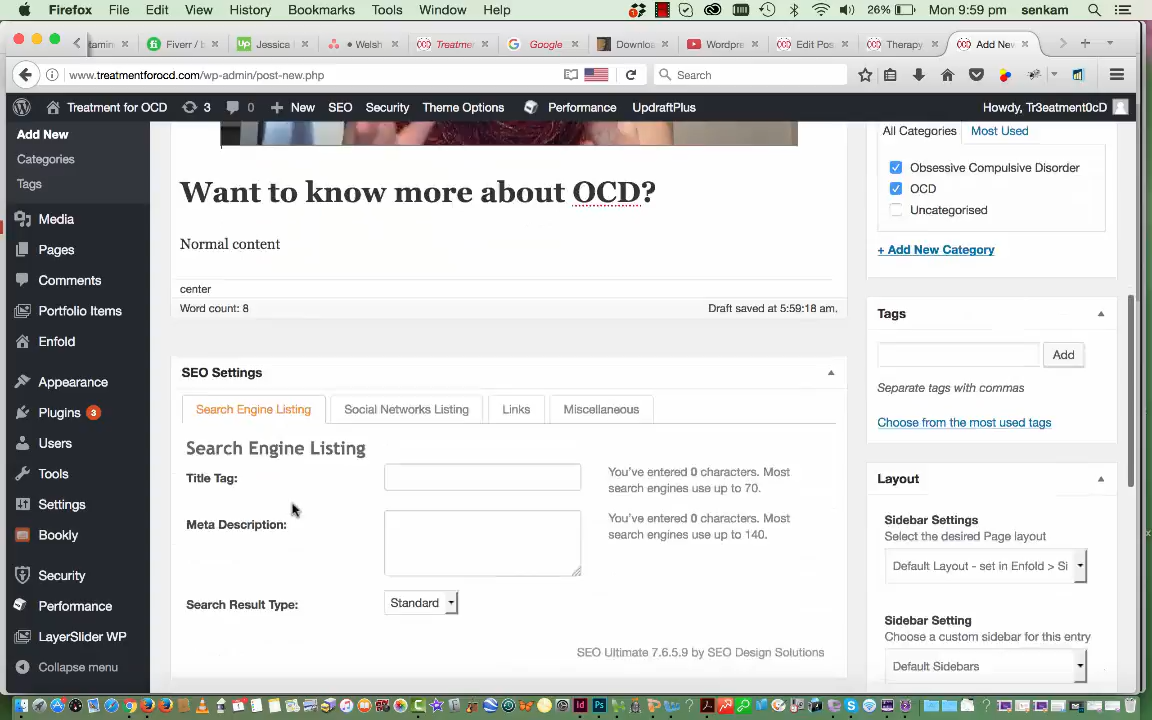 Firefox File Edit View History Bookmarks Tools Window Help 26% Mon 9:59 pm senkam
Fiverr / b Jessica • Welsh Treatme Google Downloa Wordpre Edit Pos Therapy Add New
www.treatmentforocd.com/wp-admin/post-new.php Search
Treatment for OCD 3 0 + New SEO Security Theme Options Performance UpdraftPlus Howdy, Tr3eatment0cD
Add New
Categories
Tags
Media
Pages
Comments
Portfolio Items
Enfold
Appearance
Plugins 3
Users
Tools
Settings
Bookly
Security
Performance
LayerSlider WP
Collapse menu
Want to know more about OCD?
Normal content
center
Word count: 8 Draft saved at 5:59:18 am.
SEO Settings
Search Engine Listing Social Networks Listing Links Miscellaneous
Search Engine Listing
Title Tag:
You've entered 0 characters. Most
search engines use up to 70.
Meta Description:
You've entered 0 characters. Most
search engines use up to 140.
Search Result Type: Standard
SEO Ultimate 7.6.5.9 by SEO Design Solutions
All Categories Most Used
Obsessive Compulsive Disorder
OCD
Uncategorised
+ Add New Category
Tags
Add
Separate tags with commas
Choose from the most used tags
Layout
Sidebar Settings
Select the desired Page layout
Default Layout - set in Enfold > Si
Sidebar Setting
Choose a custom sidebar for this entry
Default Sidebars